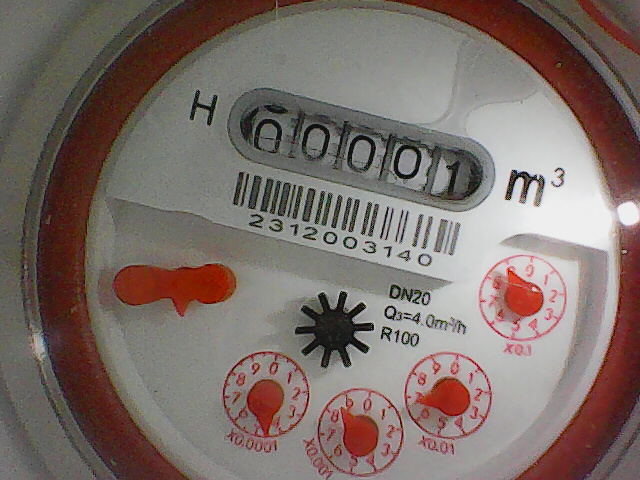 H 00001 m³
2312003140
DN20
Q₃=4.0m³/h
R100
X0.1
X0.01
X0.001
X0.0001